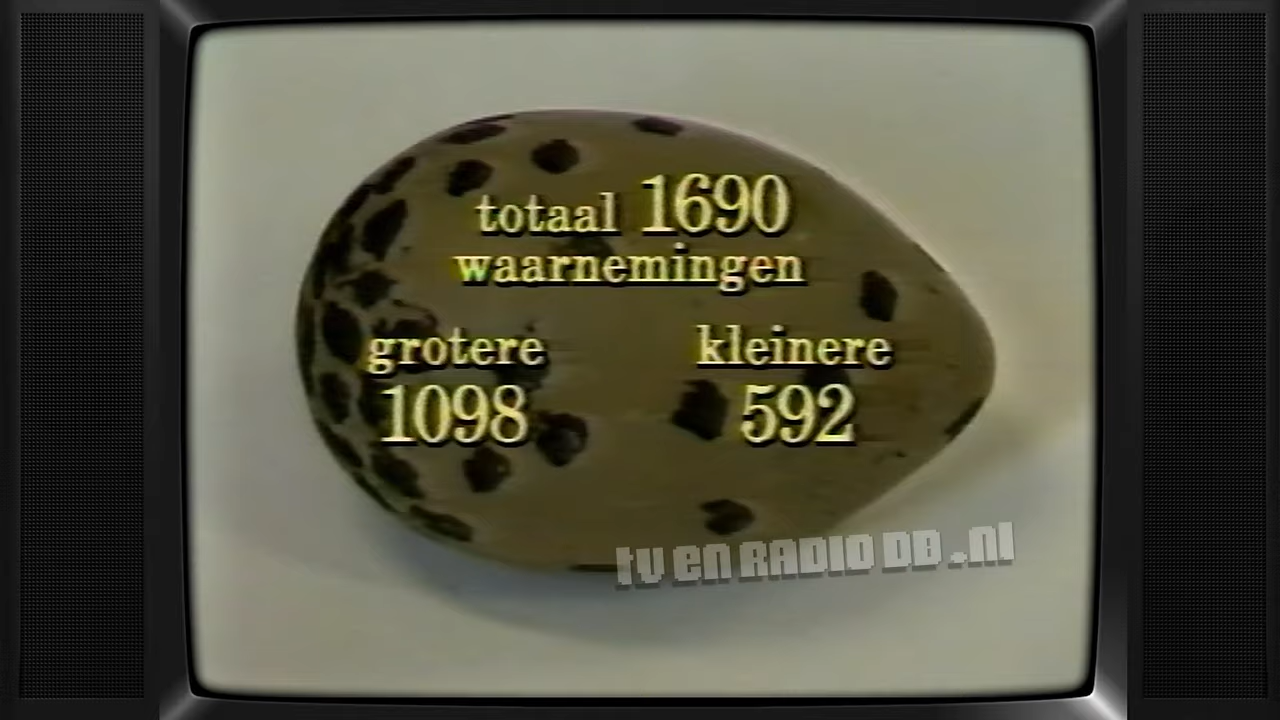 totaal 1690
waarnemingen
grotere kleinere
1098 592
tv en RADIO DB .nl